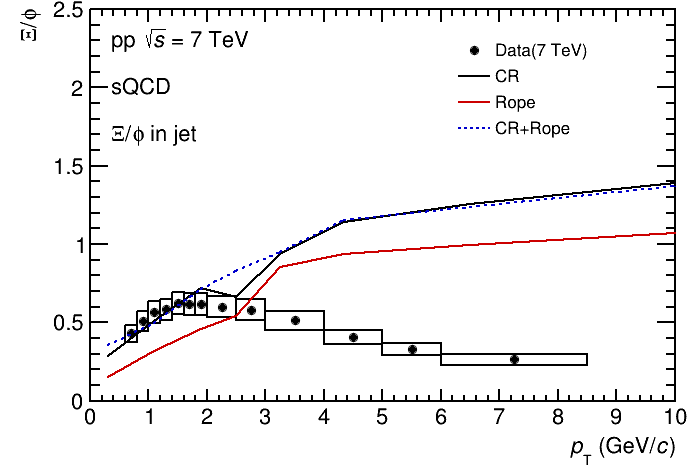 Ξ/ϕ
2.5
2
1.5
1
0.5
0
pp √s = 7 TeV
sQCD
Ξ/ϕ in jet
Data(7 TeV)
CR
Rope
CR+Rope
0 1 2 3 4 5 6 7 8 9 10
p_T (GeV/c)